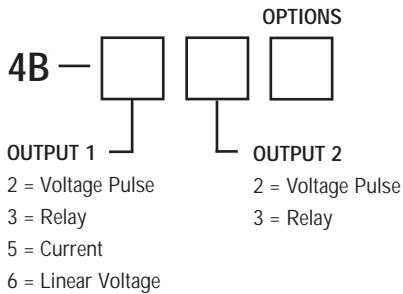 OPTIONS
4B —
OUTPUT 1
2 = Voltage Pulse
3 = Relay
5 = Current
6 = Linear Voltage
OUTPUT 2
2 = Voltage Pulse
3 = Relay